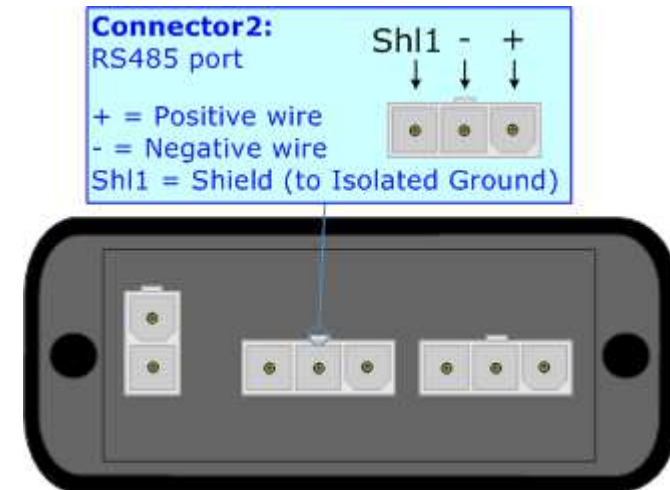 Connector2:
RS485 port
Shl1 - +
+ = Positive wire
- = Negative wire
Shl1 = Shield (to Isolated Ground)